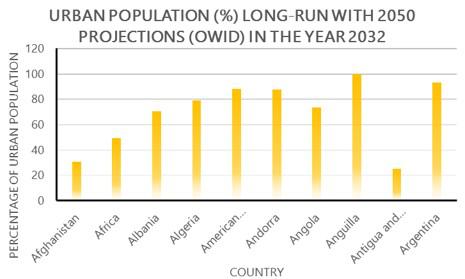 URBAN POPULATION (%) LONG-RUN WITH 2050
PROJECTIONS (OWID) IN THE YEAR 2032
PERCENTAGE OF URBAN POPULATION
120
100
80
60
40
20
0
Afghanistan
Africa
Albania
Algeria
American...
Andorra
Angola
Anguilla
Antigua and...
Argentina
COUNTRY